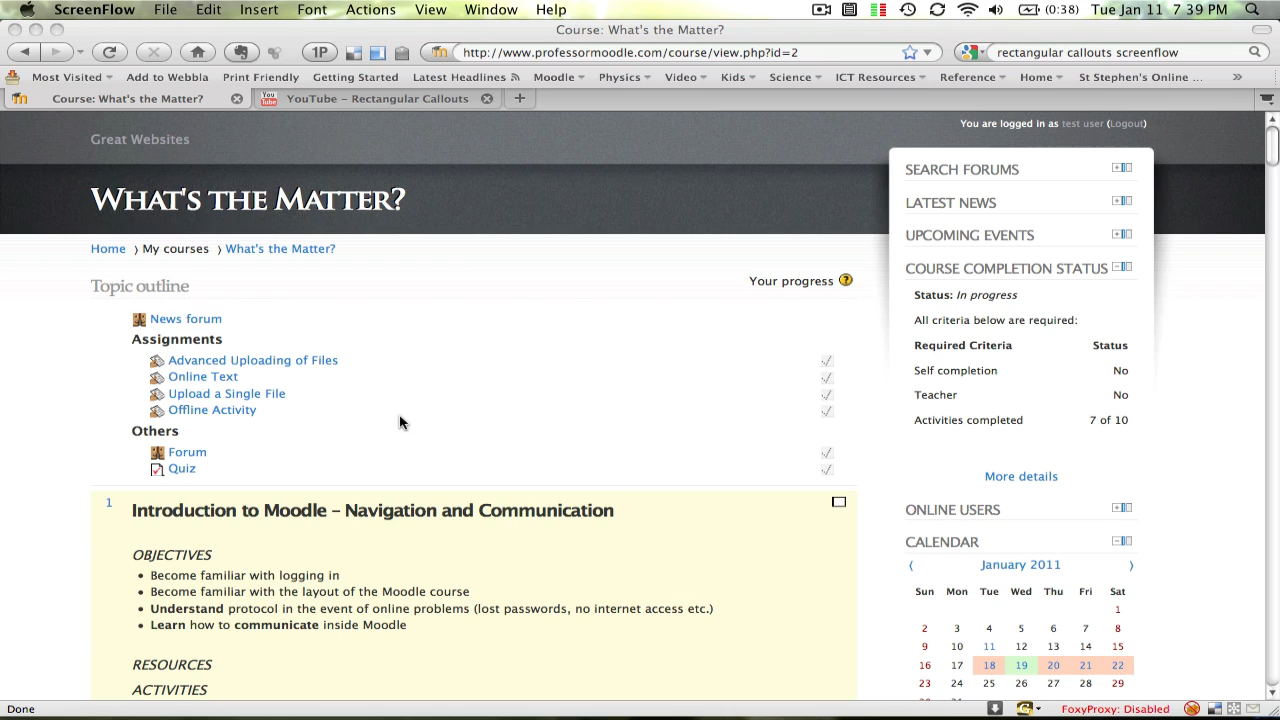 ScreenFlow File Edit Insert Font Actions View Window Help (0:38) Tue Jan 11 7:39 PM
Course: What's the Matter?
1P http://www.professormoodle.com/course/view.php?id=2 rectangular callouts screenflow
Most Visited Add to Webbla Print Friendly Getting Started Latest Headlines Moodle Physics Video Kids Science ICT Resources Reference Home St Stephen's Online ... »
Course: What's the Matter? You Tube YouTube - Rectangular Callouts +
You are logged in as test user (Logout)
Great Websites
WHAT'S THE MATTER?
Home › My courses › What's the Matter?
Topic outline
Your progress ?
News forum
Assignments
Advanced Uploading of Files
Online Text
Upload a Single File
Offline Activity
Others
Forum
Quiz
1 Introduction to Moodle – Navigation and Communication
OBJECTIVES
• Become familiar with logging in
• Become familiar with the layout of the Moodle course
• Understand protocol in the event of online problems (lost passwords, no internet access etc.)
• Learn how to communicate inside Moodle
RESOURCES
ACTIVITIES
SEARCH FORUMS
LATEST NEWS
UPCOMING EVENTS
COURSE COMPLETION STATUS
Status: In progress
All criteria below are required:
Required Criteria Status
Self completion No
Teacher No
Activities completed 7 of 10
More details
ONLINE USERS
CALENDAR
‹ January 2011 ›
Sun Mon Tue Wed Thu Fri Sat
1
2 3 4 5 6 7 8
9 10 11 12 13 14 15
16 17 18 19 20 21 22
23 24 25 26 27 28 29
Done FoxyProxy: Disabled